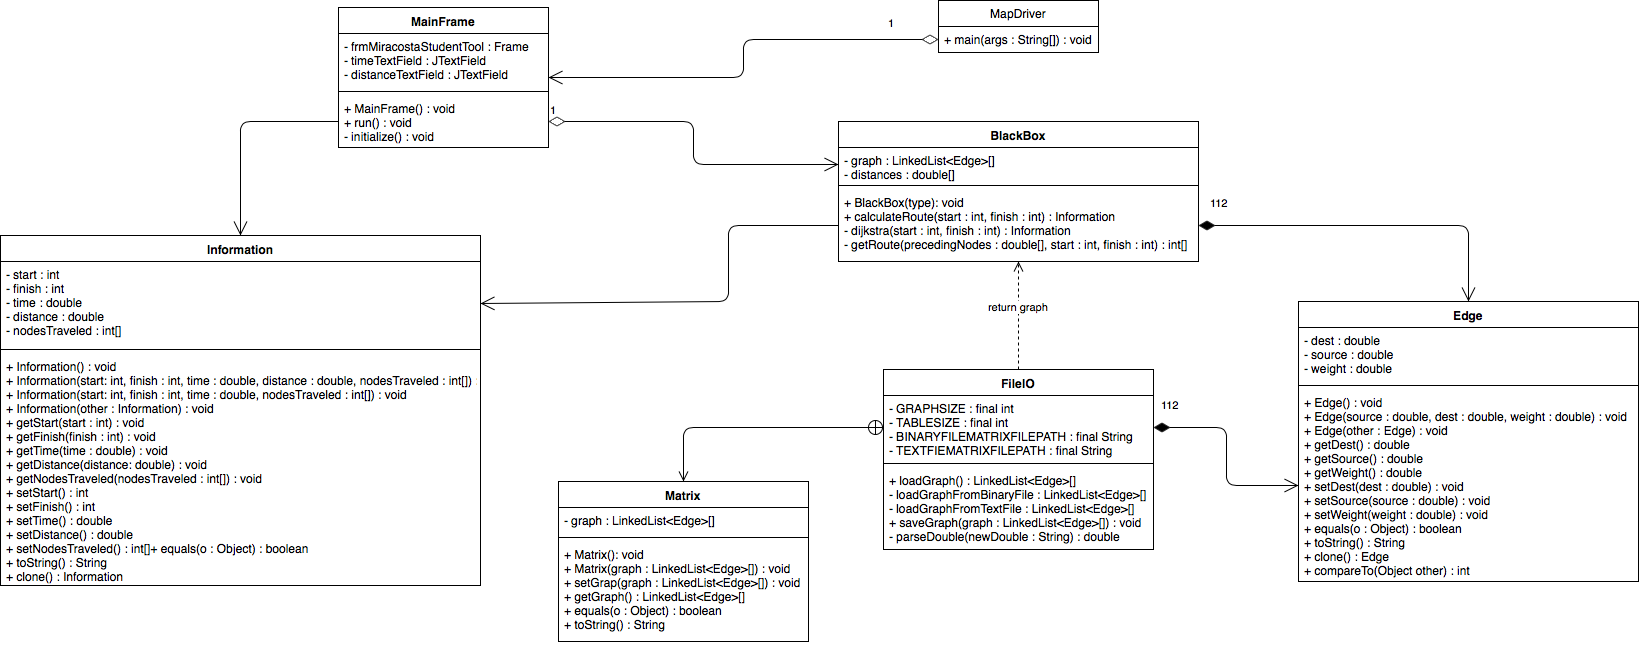 MainFrame
- frmMiracostaStudentTool : Frame
- timeTextField : JTextField
- distanceTextField : JTextField
+ MainFrame() : void
+ run() : void
- initialize() : void
1
1
MapDriver
+ main(args : String[]) : void
BlackBox
- graph : LinkedList<Edge>[]
- distances : double[]
+ BlackBox(type): void
+ calculateRoute(start : int, finish : int) : Information
- dijkstra(start : int, finish : int) : Information
- getRoute(precedingNodes : double[], start : int, finish : int) : int[]
112
return graph
Information
- start : int
- finish : int
- time : double
- distance : double
- nodesTraveled : int[]
+ Information() : void
+ Information(start: int, finish : int, time : double, distance : double, nodesTraveled : int[])
+ Information(start: int, finish : int, time : double, nodesTraveled : int[]) : void
+ Information(other : Information) : void
+ getStart(start : int) : void
+ getFinish(finish : int) : void
+ getTime(time : double) : void
+ getDistance(distance: double) : void
+ getNodesTraveled(nodesTraveled : int[]) : void
+ setStart() : int
+ setFinish() : int
+ setTime() : double
+ setDistance() : double
+ setNodesTraveled() : int[]+ equals(o : Object) : boolean
+ toString() : String
+ clone() : Information
Matrix
- graph : LinkedList<Edge>[]
+ Matrix(): void
+ Matrix(graph : LinkedList<Edge>[]) : void
+ setGrap(graph : LinkedList<Edge>[]) : void
+ getGraph() : LinkedList<Edge>[]
+ equals(o : Object) : boolean
+ toString() : String
FileIO
- GRAPHSIZE : final int
- TABLESIZE : final int
- BINARYFILEMATRIXFILEPATH : final String
- TEXTFIEMATRIXFILEPATH : final String
+ loadGraph() : LinkedList<Edge>[]
- loadGraphFromBinaryFile : LinkedList<Edge>[]
- loadGraphFromTextFile : LinkedList<Edge>[]
+ saveGraph(graph : LinkedList<Edge>[]) : void
- parseDouble(newDouble : String) : double
112
Edge
- dest : double
- source : double
- weight : double
+ Edge() : void
+ Edge(source : double, dest : double, weight : double) : void
+ Edge(other : Edge) : void
+ getDest() : double
+ getSource() : double
+ getWeight() : double
+ setDest(dest : double) : void
+ setSource(source : double) : void
+ setWeight(weight : double) : void
+ equals(o : Object) : boolean
+ toString() : String
+ clone() : Edge
+ compareTo(Object other) : int